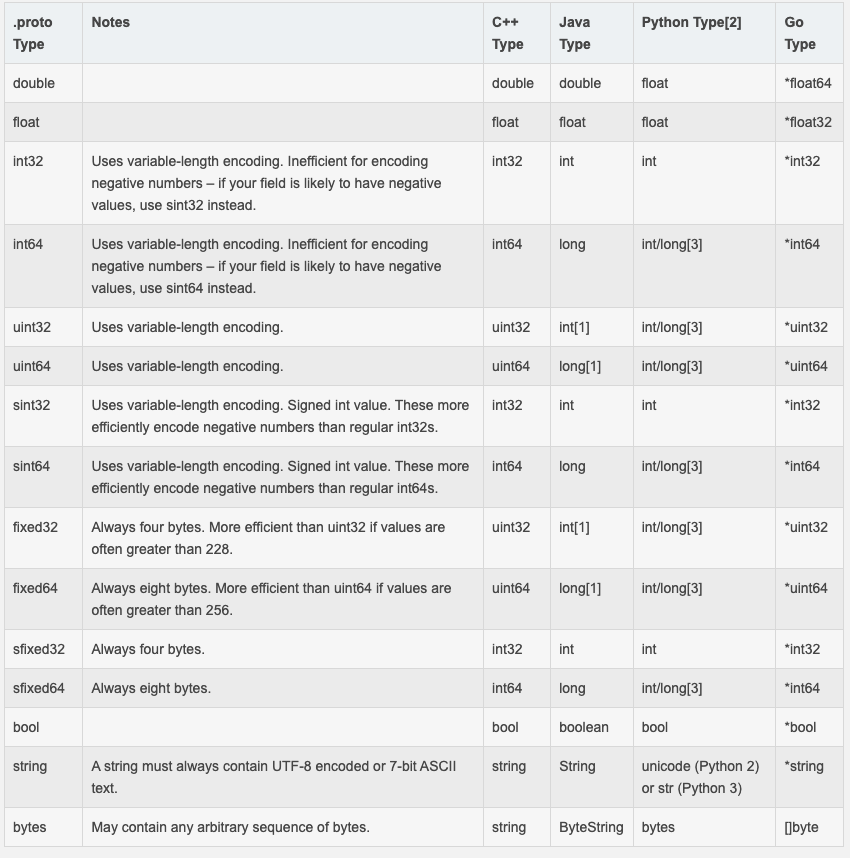 .proto Type | Notes | C++ Type | Java Type | Python Type[2] | Go Type
double | | double | double | float | *float64
float | | float | float | float | *float32
int32 | Uses variable-length encoding. Inefficient for encoding negative numbers – if your field is likely to have negative values, use sint32 instead. | int32 | int | int | *int32
int64 | Uses variable-length encoding. Inefficient for encoding negative numbers – if your field is likely to have negative values, use sint64 instead. | int64 | long | int/long[3] | *int64
uint32 | Uses variable-length encoding. | uint32 | int[1] | int/long[3] | *uint32
uint64 | Uses variable-length encoding. | uint64 | long[1] | int/long[3] | *uint64
sint32 | Uses variable-length encoding. Signed int value. These more efficiently encode negative numbers than regular int32s. | int32 | int | int | *int32
sint64 | Uses variable-length encoding. Signed int value. These more efficiently encode negative numbers than regular int64s. | int64 | long | int/long[3] | *int64
fixed32 | Always four bytes. More efficient than uint32 if values are often greater than 228. | uint32 | int[1] | int/long[3] | *uint32
fixed64 | Always eight bytes. More efficient than uint64 if values are often greater than 256. | uint64 | long[1] | int/long[3] | *uint64
sfixed32 | Always four bytes. | int32 | int | int | *int32
sfixed64 | Always eight bytes. | int64 | long | int/long[3] | *int64
bool | | bool | boolean | bool | *bool
string | A string must always contain UTF-8 encoded or 7-bit ASCII text. | string | String | unicode (Python 2) or str (Python 3) | *string
bytes | May contain any arbitrary sequence of bytes. | string | ByteString | bytes | []byte